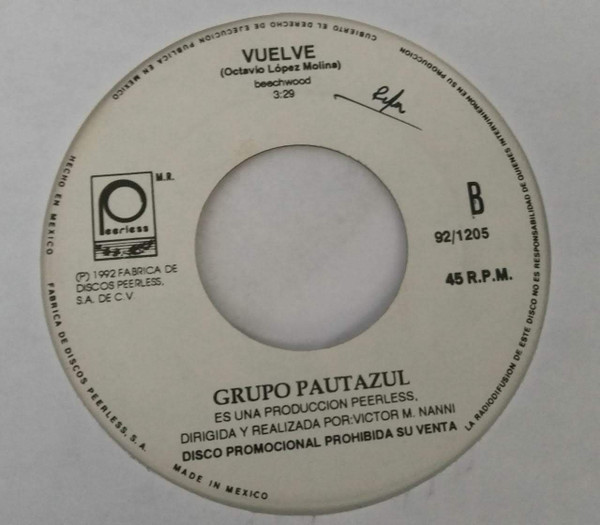 CUBIERTO EL DERECHO DE EJECUCION PUBLICA EN MEXICO
VUELVE
(Octavio López Molina)
beechwood
3:29
M.R.
Peerless
B
92/1205
45 R.P.M.
(P) 1992 FABRICA DE
DISCOS PEERLESS,
S.A. DE C.V.
GRUPO PAUTAZUL
ES UNA PRODUCCION PEERLESS,
DIRIGIDA Y REALIZADA POR:VICTOR M. NANNI
DISCO PROMOCIONAL PROHIBIDA SU VENTA
HECHO EN MEXICO
FABRICA DE DISCOS PEERLESS, S.A.
MADE IN MEXICO
LA RADIODIFUSION DE ESTE DISCO NO ES RESPONSABILIDAD DE QUIENES INTERVINIERON EN SU PRODUCCION